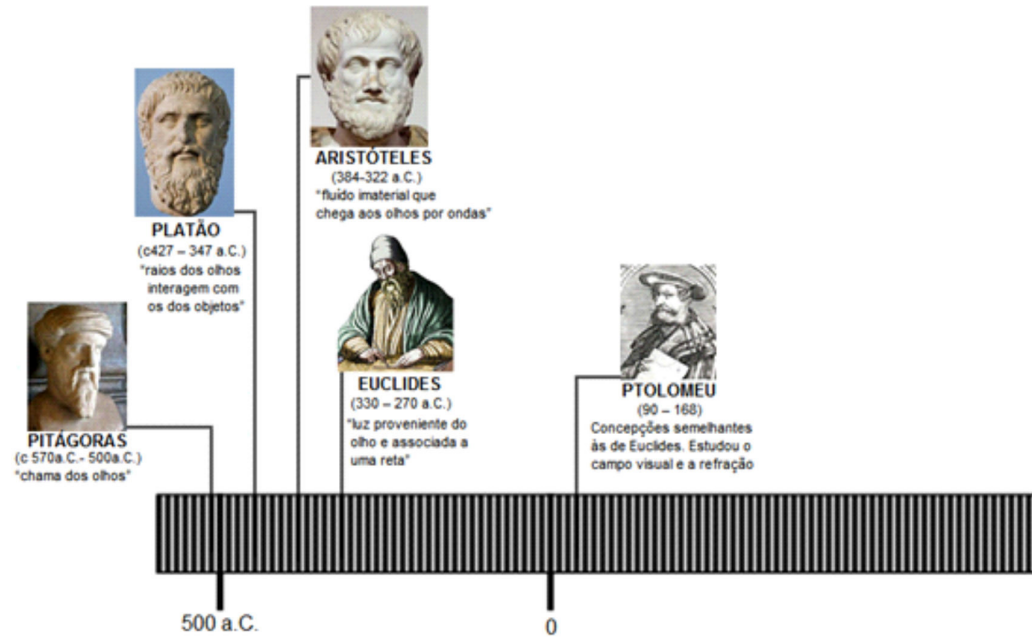 ARISTÓTELES
(384-322 a.C.)
"fluído imaterial que
chega aos olhos por ondas"
PLATÃO
(c427 – 347 a.C.)
"raios dos olhos
interagem com
os dos objetos"
EUCLIDES
(330 – 270 a.C.)
"luz proveniente do
olho e associada a
uma reta"
PTOLOMEU
(90 – 168)
Concepções semelhantes
às de Euclides. Estudou o
campo visual e a refração
PITÁGORAS
(c 570a.C.- 500a.C.)
"chama dos olhos"
500 a.C.
0